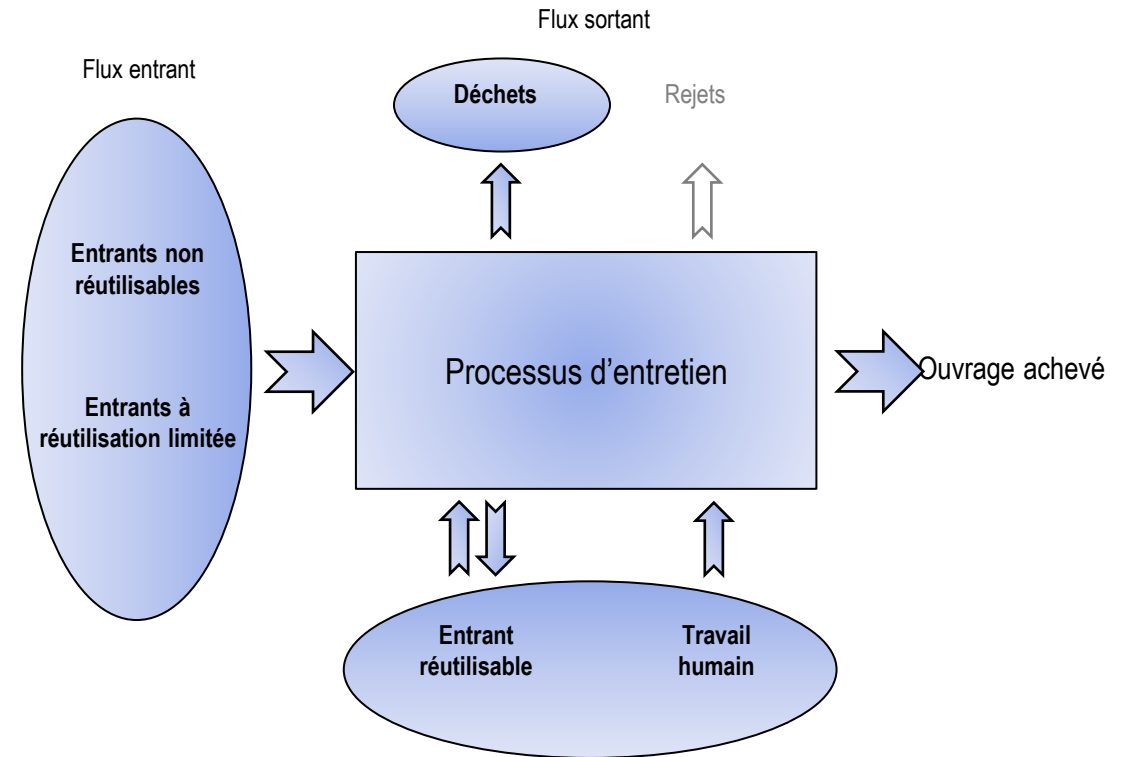 Flux sortant
Flux entrant
Déchets
Rejets
Entrants non
réutilisables
Entrants à
réutilisation limitée
Processus d’entretien
Ouvrage achevé
Entrant
réutilisable
Travail
humain